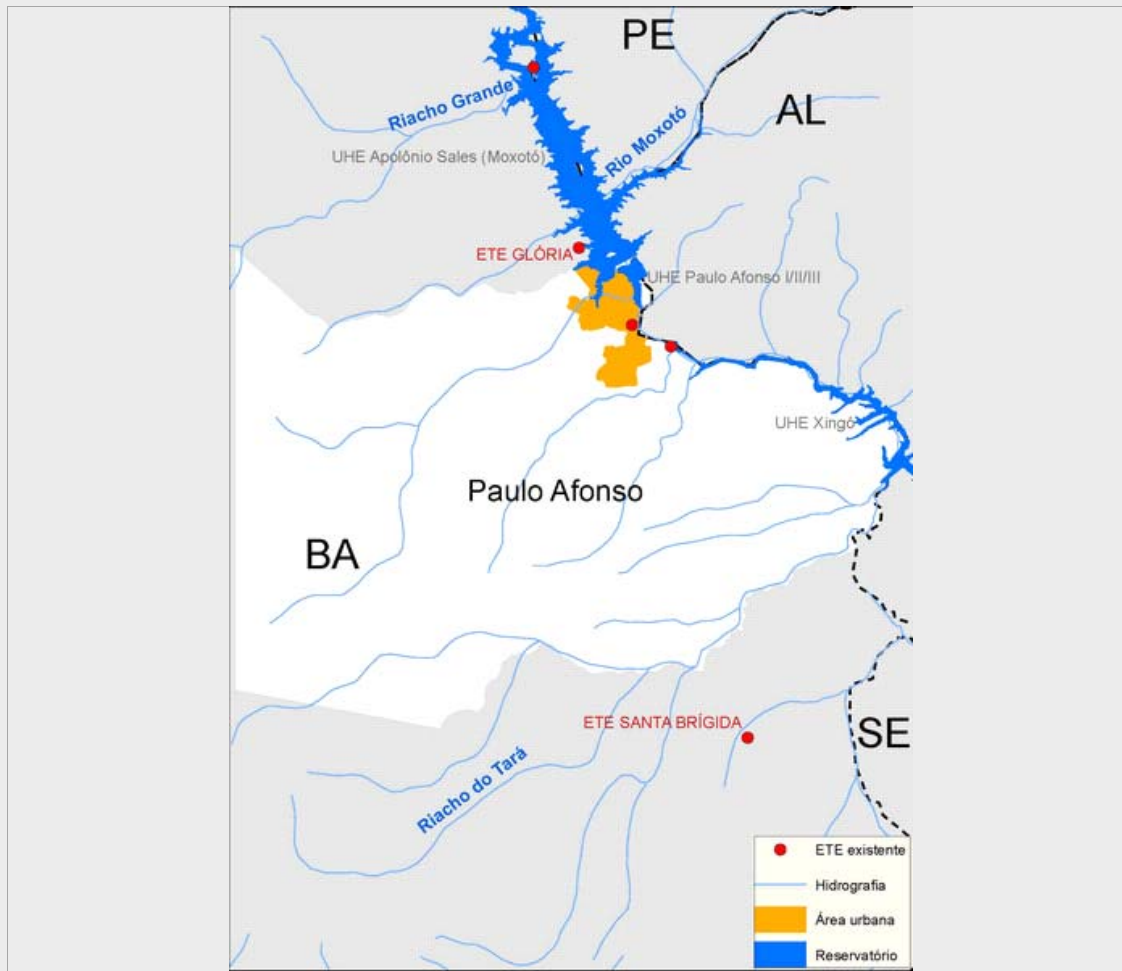 PE
AL
Riacho Grande
Rio Moxotó
UHE Apolônio Sales (Moxotó)
ETE GLÓRIA
UHE Paulo Afonso I/II/III
UHE Xingó
Paulo Afonso
BA
ETE SANTA BRÍGIDA
SE
Riacho do Tará
ETE existente
Hidrografia
Área urbana
Reservatório